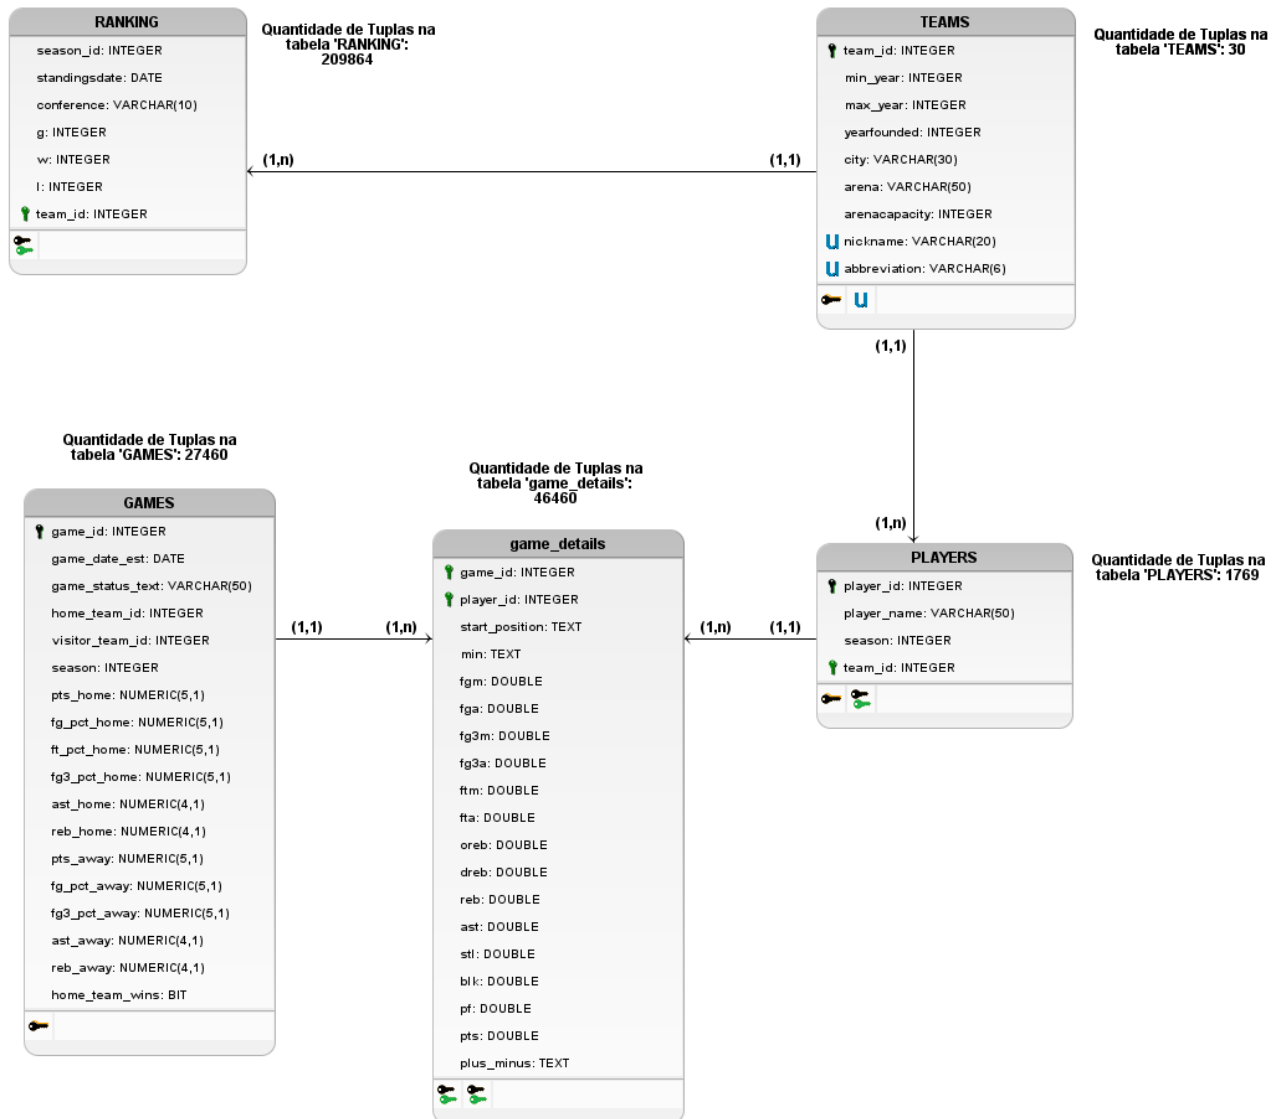 RANKING
season_id: INTEGER
standingsdate: DATE
conference: VARCHAR(10)
g: INTEGER
w: INTEGER
l: INTEGER
team_id: INTEGER
Quantidade de Tuplas na
tabela 'RANKING':
209864
(1,n)
(1,1)
TEAMS
team_id: INTEGER
min_year: INTEGER
max_year: INTEGER
yearfounded: INTEGER
city: VARCHAR(30)
arena: VARCHAR(50)
arenacapacity: INTEGER
u nickname: VARCHAR(20)
u abbreviation: VARCHAR(6)
u
Quantidade de Tuplas na
tabela 'TEAMS': 30
(1,1)
(1,n)
Quantidade de Tuplas na
tabela 'GAMES': 27460
GAMES
game_id: INTEGER
game_date_est: DATE
game_status_text: VARCHAR(50)
home_team_id: INTEGER
visitor_team_id: INTEGER
season: INTEGER
pts_home: NUMERIC(5,1)
fg_pct_home: NUMERIC(5,1)
ft_pct_home: NUMERIC(5,1)
fg3_pct_home: NUMERIC(5,1)
ast_home: NUMERIC(4,1)
reb_home: NUMERIC(4,1)
pts_away: NUMERIC(5,1)
fg_pct_away: NUMERIC(5,1)
fg3_pct_away: NUMERIC(5,1)
ast_away: NUMERIC(4,1)
reb_away: NUMERIC(4,1)
home_team_wins: BIT
(1,1)
(1,n)
Quantidade de Tuplas na
tabela 'game_details':
46460
game_details
game_id: INTEGER
player_id: INTEGER
start_position: TEXT
min: TEXT
fgm: DOUBLE
fga: DOUBLE
fg3m: DOUBLE
fg3a: DOUBLE
ftm: DOUBLE
fta: DOUBLE
oreb: DOUBLE
dreb: DOUBLE
reb: DOUBLE
ast: DOUBLE
stl: DOUBLE
blk: DOUBLE
pf: DOUBLE
pts: DOUBLE
plus_minus: TEXT
(1,n)
(1,1)
PLAYERS
player_id: INTEGER
player_name: VARCHAR(50)
season: INTEGER
team_id: INTEGER
Quantidade de Tuplas na
tabela 'PLAYERS': 1769